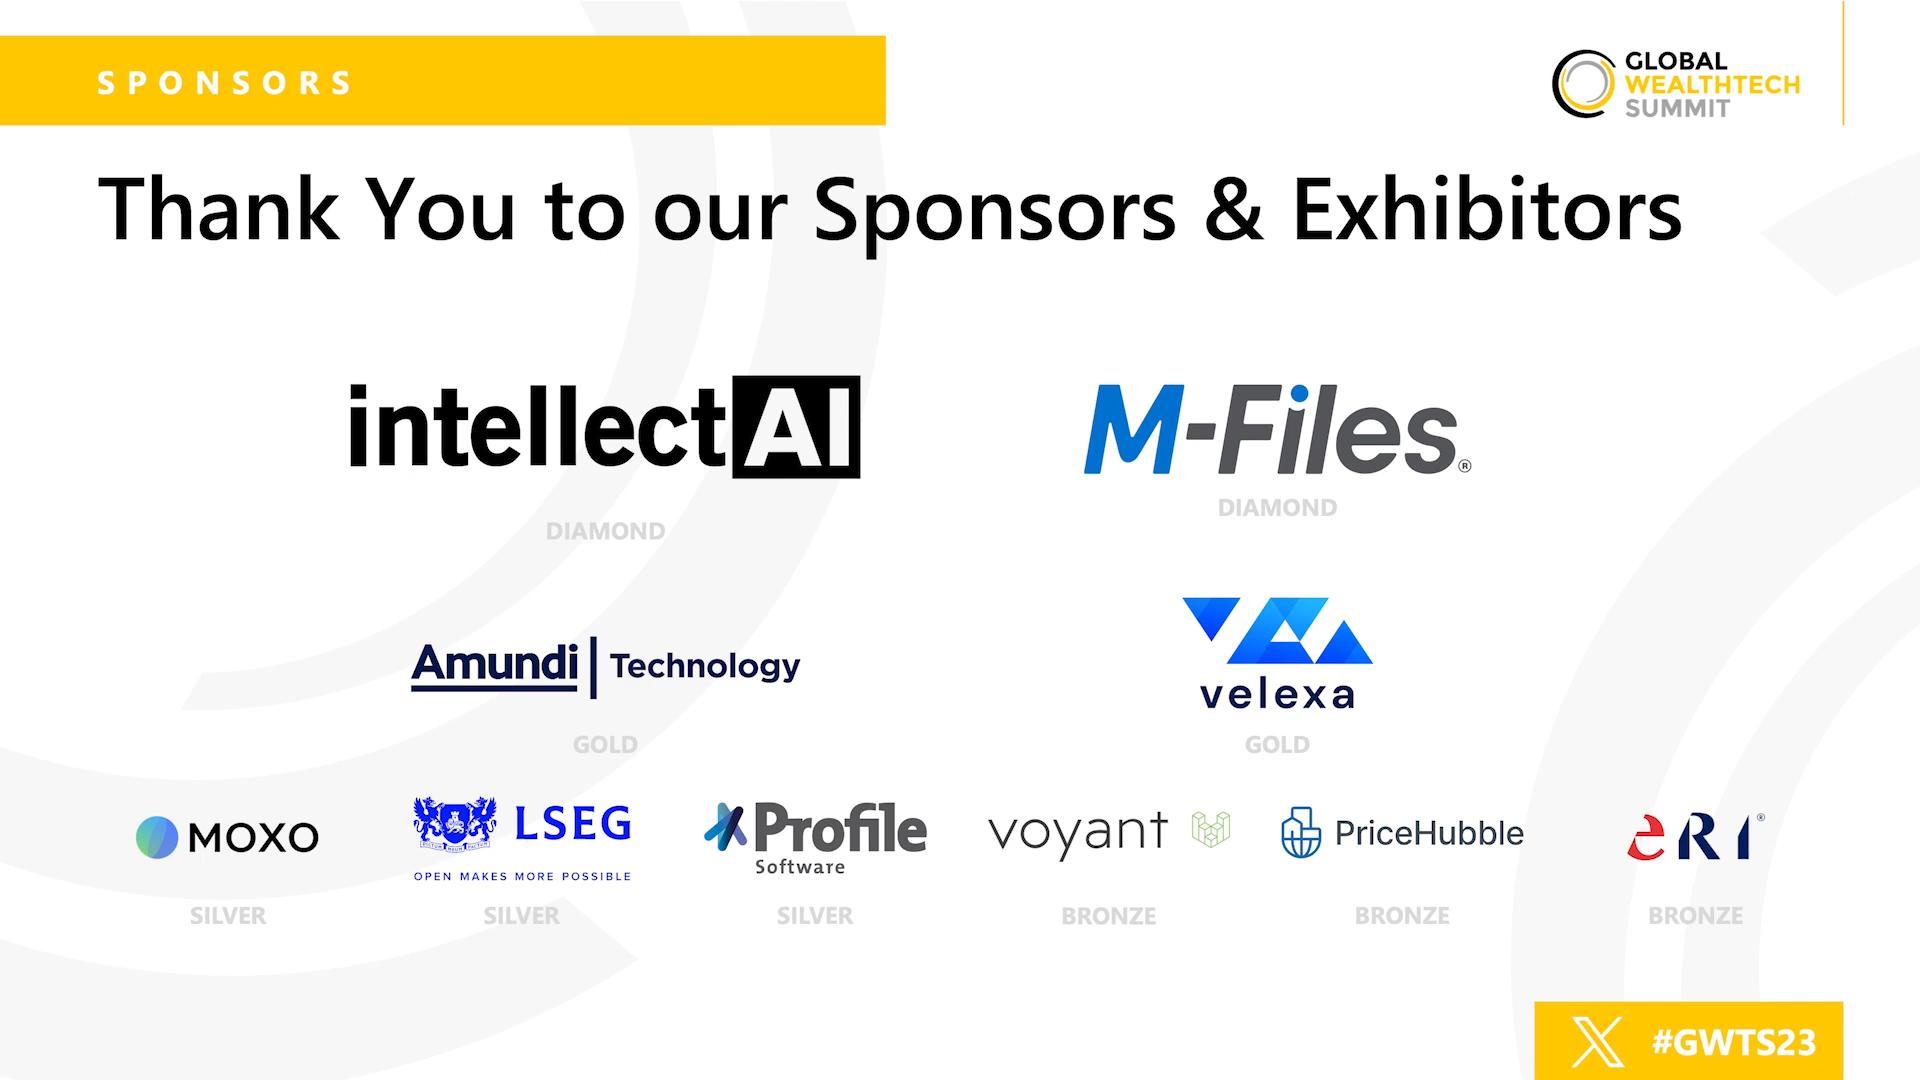 SPONSORS
GLOBAL
WEALTHTECH
SUMMIT
Thank You to our Sponsors & Exhibitors
intellectAI
M-Files®
DIAMOND
DIAMOND
Amundi | Technology
velexa
GOLD
GOLD
MOXO
LSEG
OPEN MAKES MORE POSSIBLE
Profile
Software
voyant
PriceHubble
eRI®
SILVER
SILVER
SILVER
BRONZE
BRONZE
BRONZE
#GWTS23